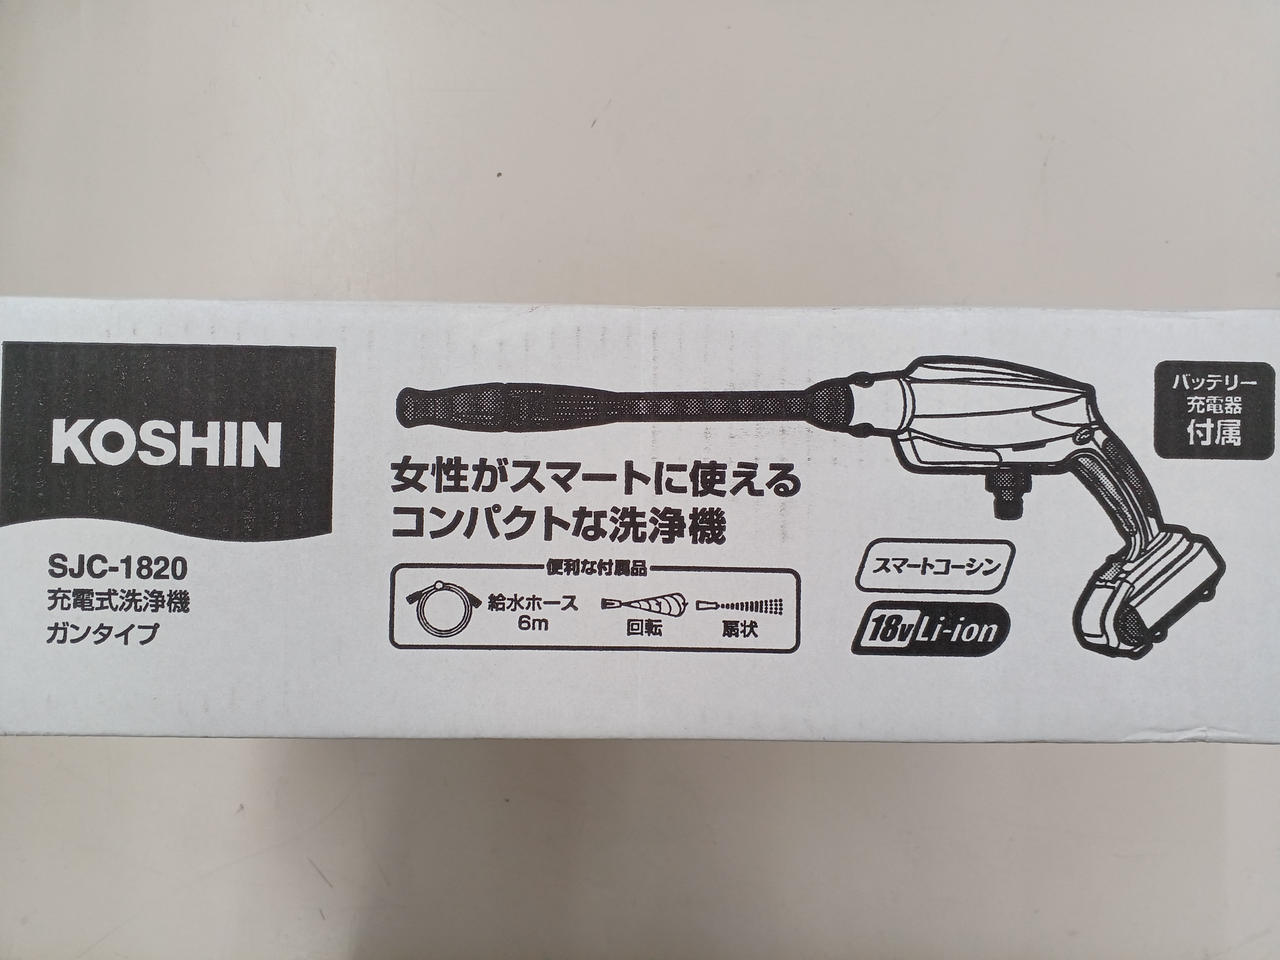 KOSHIN
SJC-1820
充電式洗浄機
ガンタイプ
女性がスマートに使える
コンパクトな洗浄機
便利な付属品
給水ホース
6m
回転
扇状
スマートコーシン
18v Li-ion
バッテリー
充電器
付属